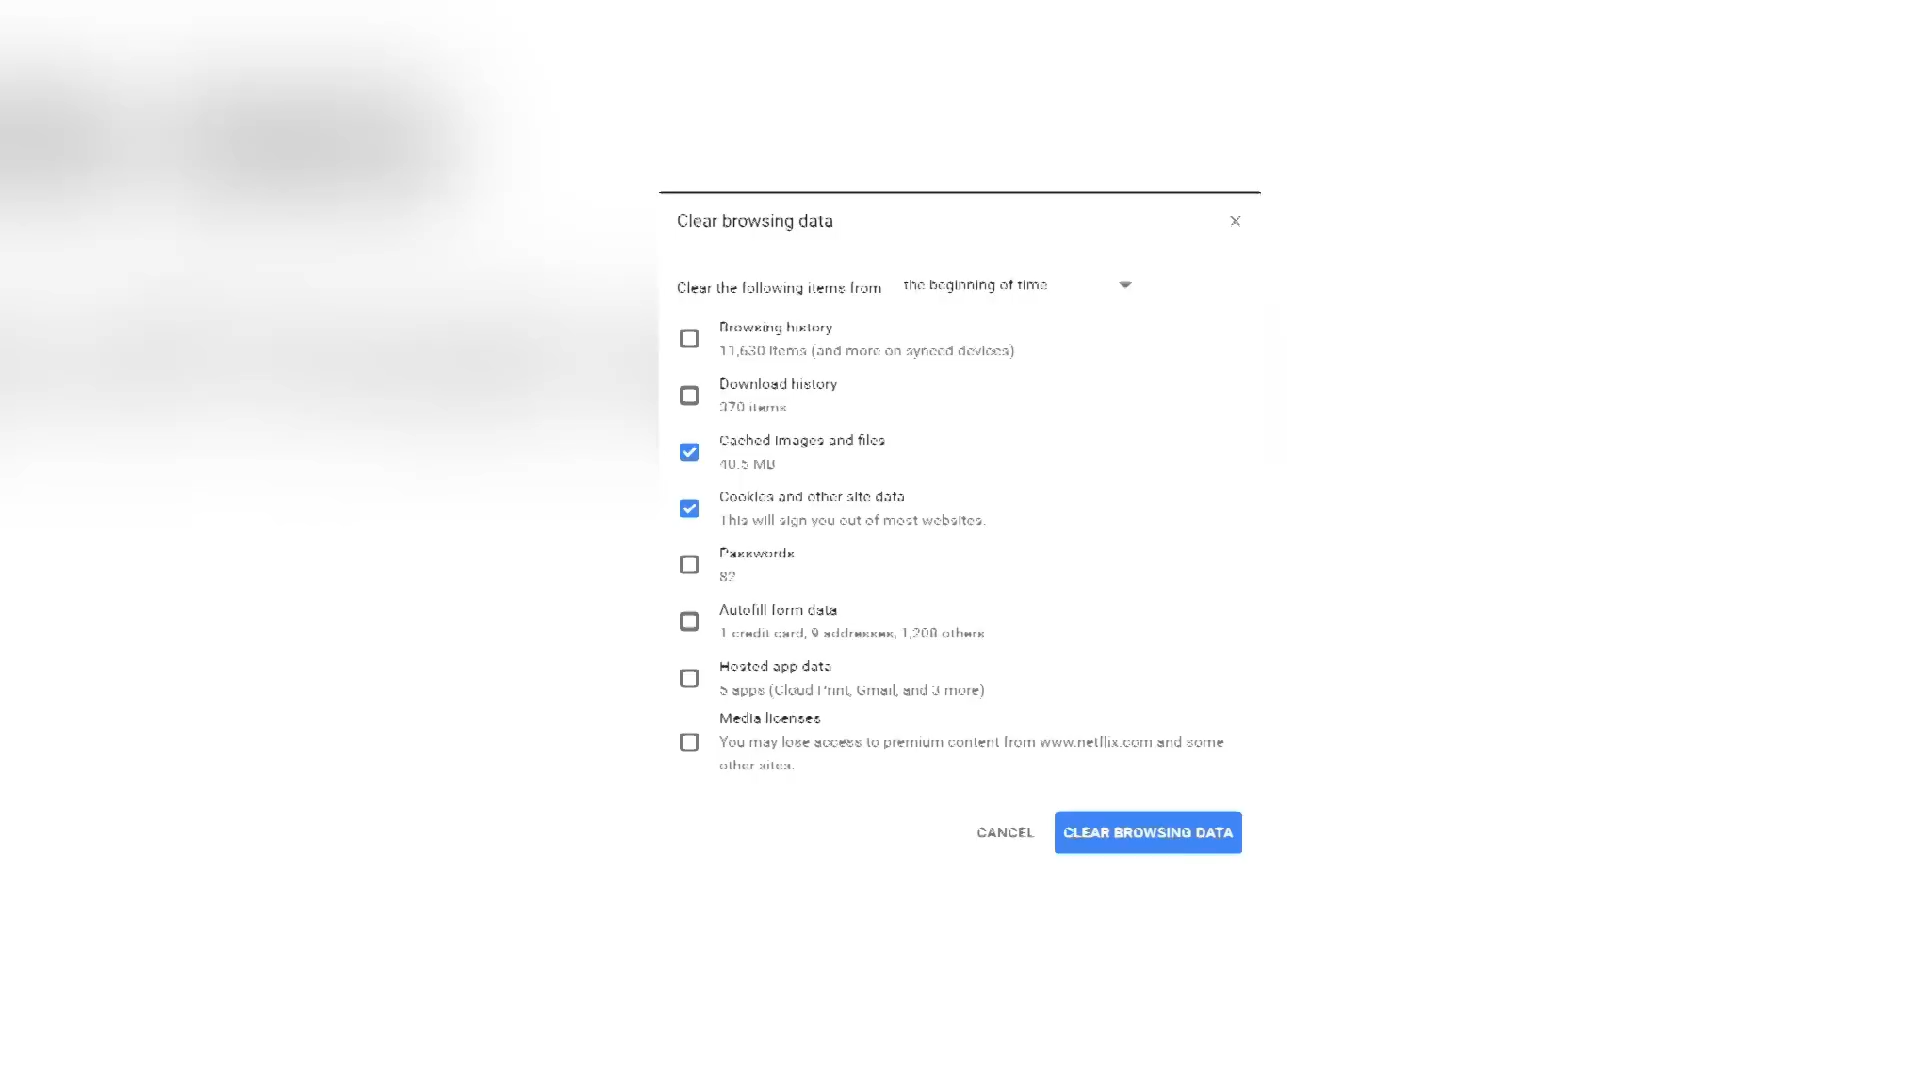 Clear browsing data
Clear the following items from the beginning of time
Browsing history
11,630 items (and more on synced devices)
Download history
370 items
Cached images and files
40.5 MB
Cookies and other site data
This will sign you out of most websites.
Passwords
82
Autofill form data
1 credit card, 9 addresses, 1,208 others
Hosted app data
5 apps (Cloud Print, Gmail, and 3 more)
Media licenses
You may lose access to premium content from www.netflix.com and some
other sites.
CANCEL CLEAR BROWSING DATA